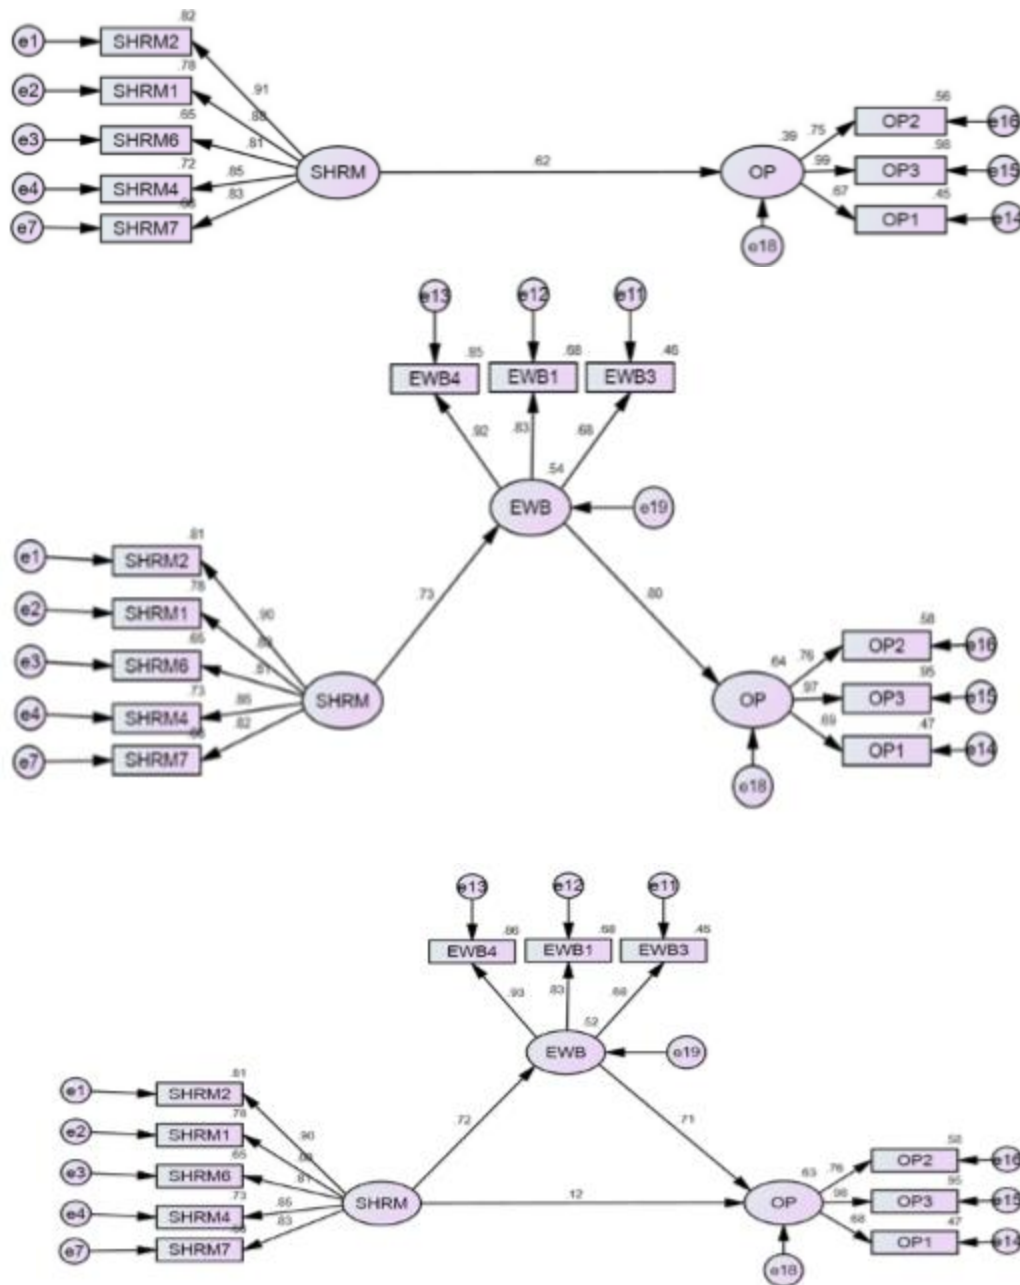 .82
e1 SHRM2
.78
e2 SHRM1 .91
.88
.65
e3 SHRM6 .81
.72
e4 SHRM4 .85
.83
e7 SHRM7
SHRM .62 OP
.39 .75 .56
OP2 e16
.99 .98
OP3 e15
.67 .45
OP1 e14
e18
e13 e12 e11
.85 .68 .46
EWB4 EWB1 EWB3
.92 .83 .68
.54
EWB e19
.81
e1 SHRM2
.78
e2 SHRM1 .90
.65
e3 SHRM6 .81
.73
e4 SHRM4
.82
e7 SHRM7
SHRM .73 .80 OP
.64 .76 .58
OP2 e16
.97 .95
OP3 e15
.69 .47
OP1 e14
e18
e13 e12 e11
.86 .68
EWB4 EWB1 EWB3
.93 .83
.52
EWB e19
.81
e1 SHRM2
.78
e2 SHRM1 .90
.65
e3 SHRM6 .81
.73
e4 SHRM4 .85
.83
e7 SHRM7
SHRM .72 .71 .12 OP
.63 .76 .58
OP2 e16
.98 .95
OP3 e15
.68 .47
OP1 e14
e18